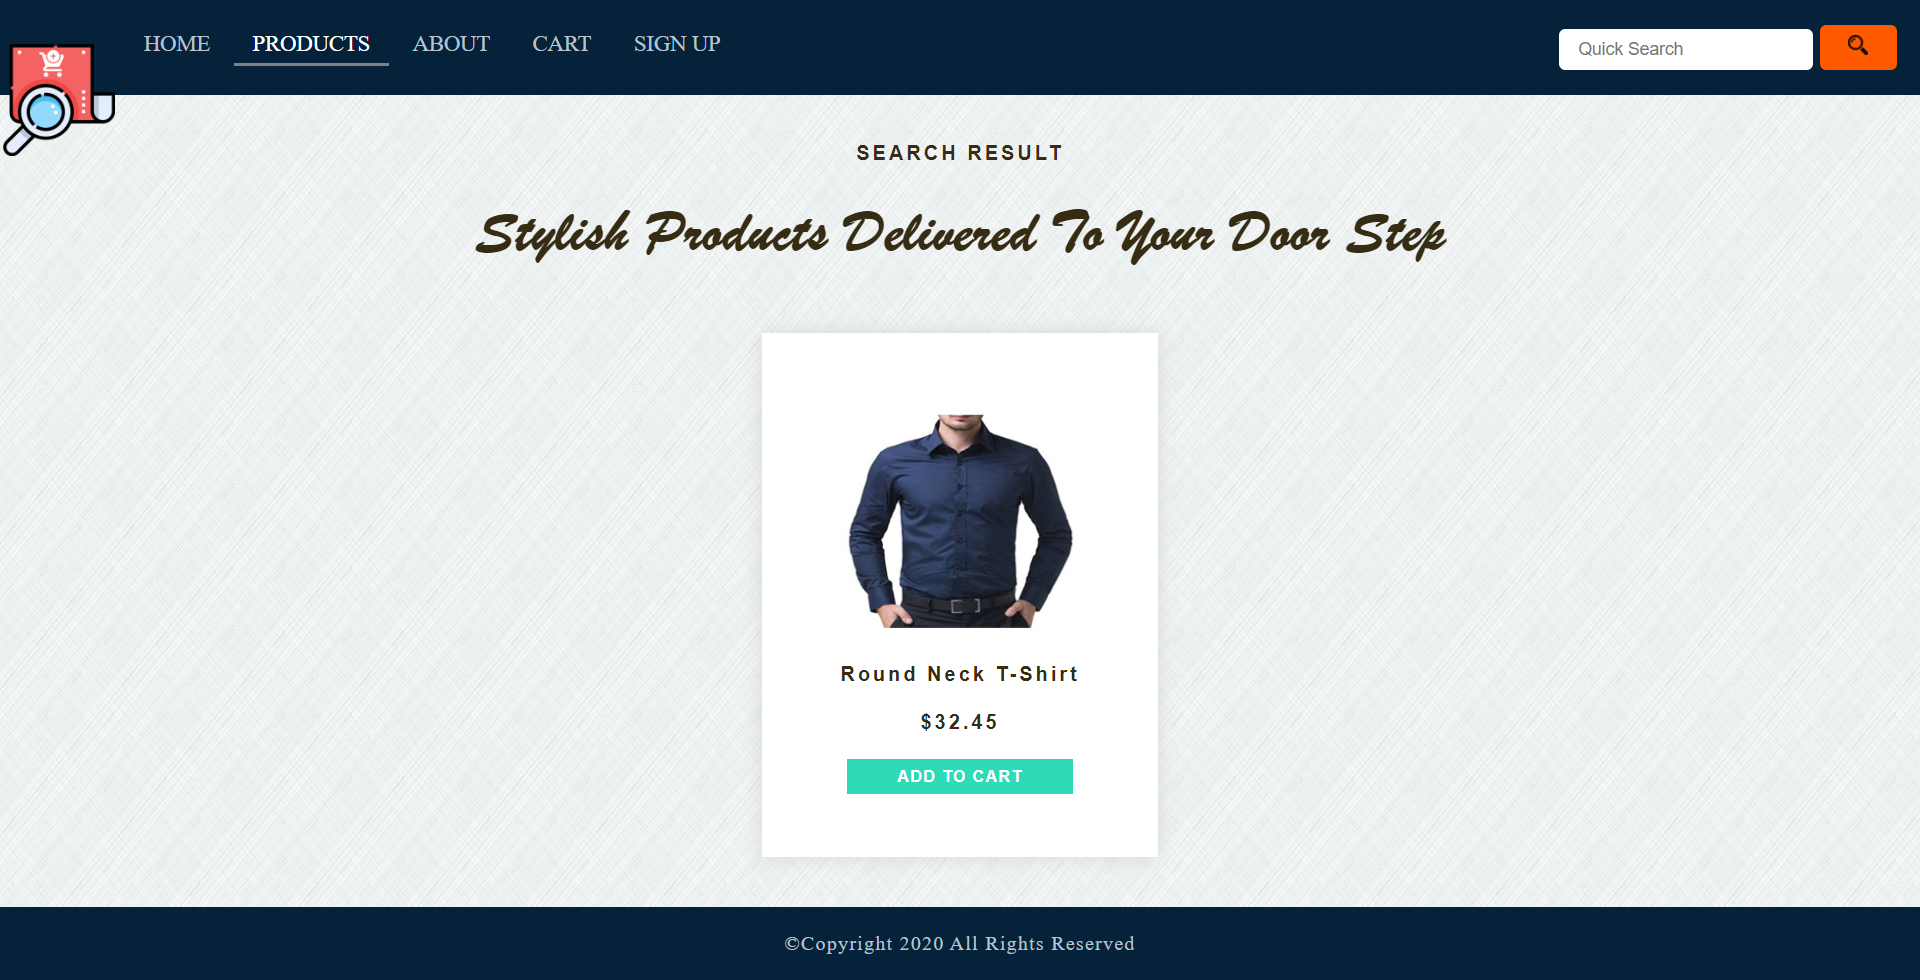 HOME PRODUCTS ABOUT CART SIGN UP
Quick Search
SEARCH RESULT
Stylish Products Delivered To Your Door Step
Round Neck T-Shirt
$32.45
ADD TO CART
©Copyright 2020 All Rights Reserved